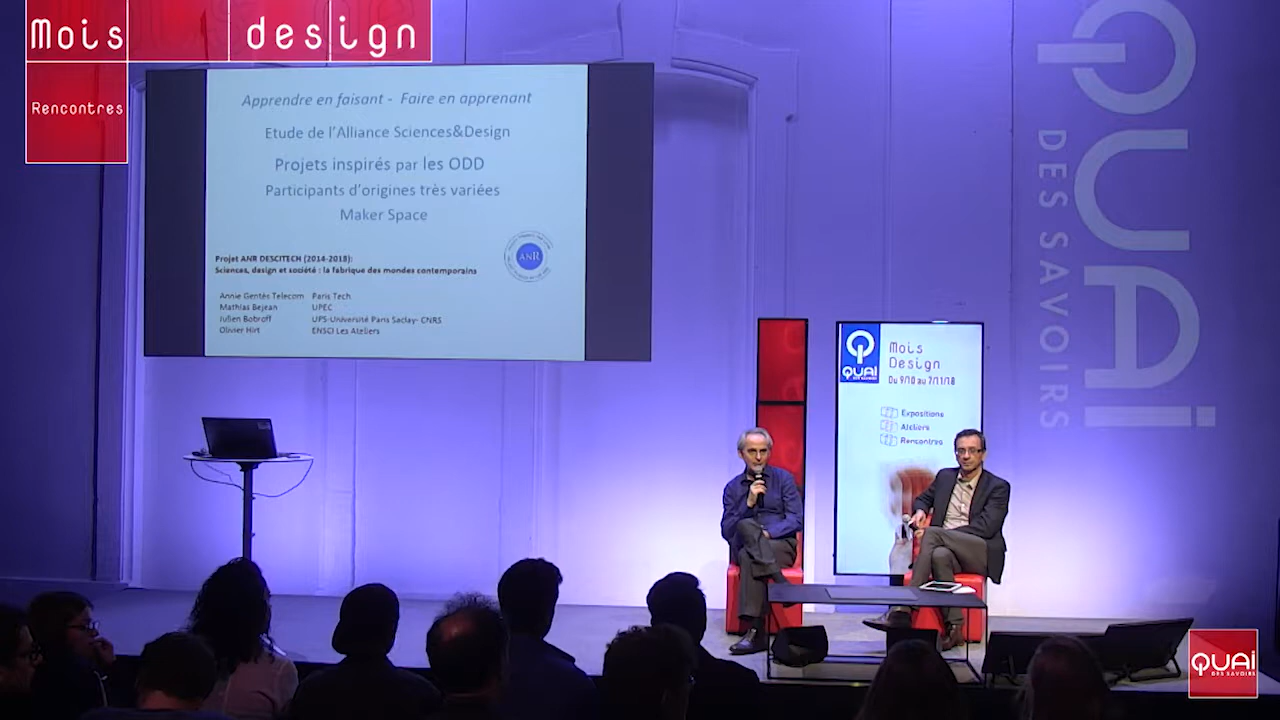 Mois design
Rencontres
Apprendre en faisant - Faire en apprenant
Etude de l'Alliance Sciences&Design
Projets inspirés par les ODD
Participants d'origines très variées
Maker Space
ANR
Projet ANR DESCITECH (2014-2018):
Sciences, design et société : la fabrique des mondes contemporains
Annie Gentès Telecom Paris Tech.
Mathias Bejean UPEC
Julien Bobroff UPS-Université Paris Saclay- CNRS
Olivier Hirt ENSCI Les Ateliers
QUAI
DES SAVOIRS
QUAI
DES SAVOIRS
Mois
Design
Du 9/10 au 7/11/18
Expositions
Ateliers
Rencontres
QUAI
DES SAVOIRS